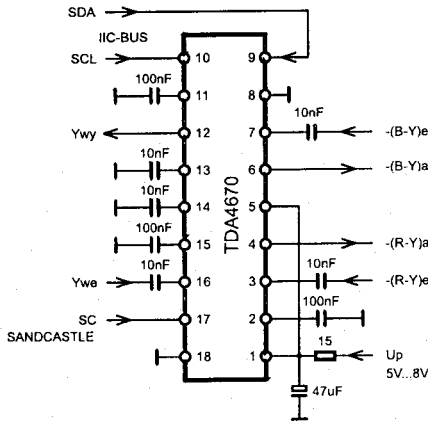 SDA
IIC-BUS
SCL 10 9
100nF
11 8
10nF
Ywy 12 7 -(B-Y)e
10nF
13 6 -(B-Y)a
10nF
14 5
100nF
15 4 -(R-Y)a
10nF 10nF
Ywe 16 3 -(R-Y)e
100nF
SC 17 2
SANDCASTLE
15
18 1 Up
5V...8V
47uF
TDA4670